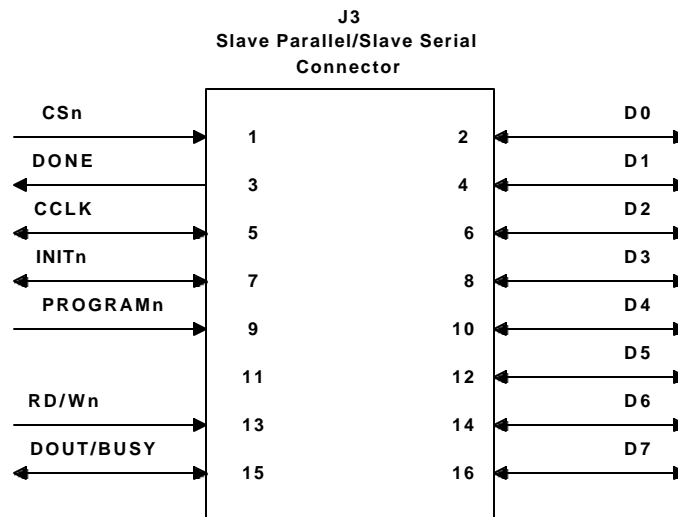 J3
Slave Parallel/Slave Serial
Connector
CSn 1 2 D0
DONE 3 4 D1
CCLK 5 6 D2
INITn 7 8 D3
PROGRAMn 9 10 D4
11 12 D5
RD/Wn 13 14 D6
DOUT/BUSY 15 16 D7